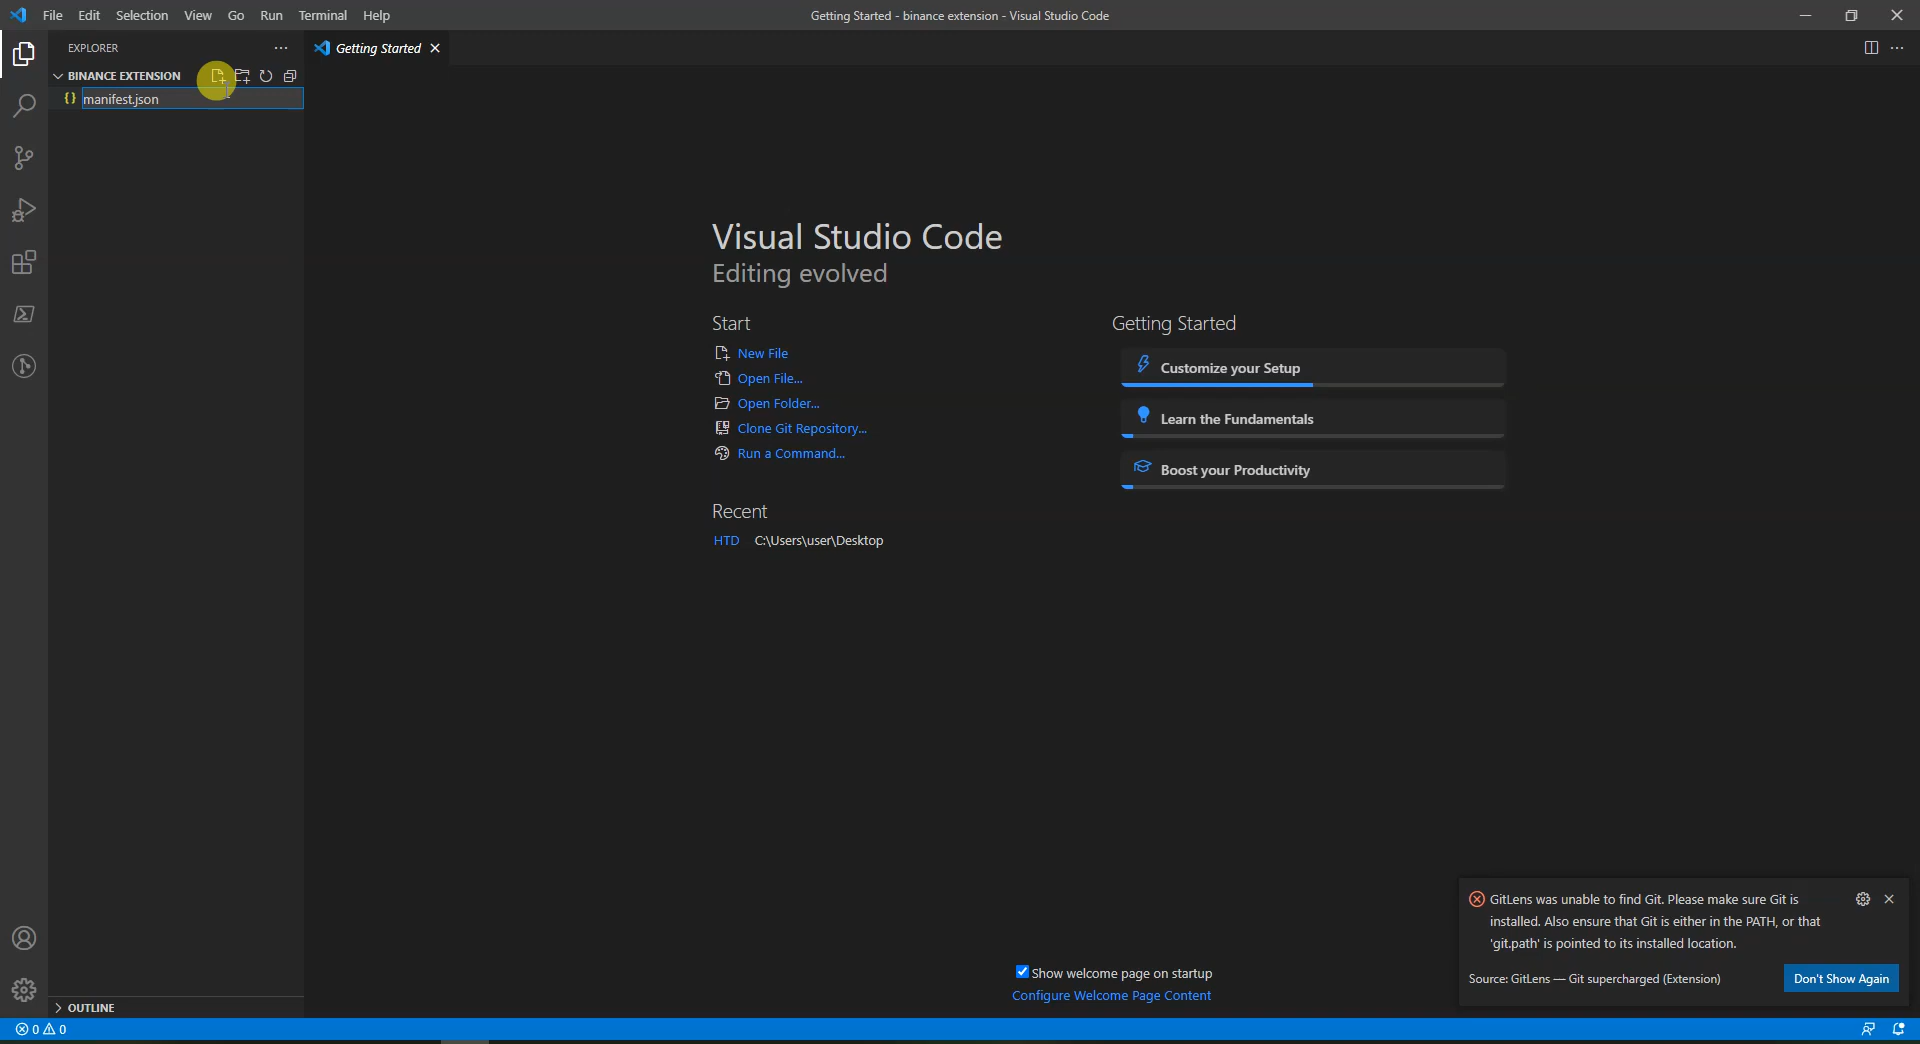 File Edit Selection View Go Run Terminal Help
Getting Started - binance extension - Visual Studio Code
EXPLORER
Getting Started
BINANCE EXTENSION
manifest.json
Visual Studio Code
Editing evolved
Start
New File
Open File...
Open Folder...
Clone Git Repository...
Run a Command...
Recent
HTD C:\Users\user\Desktop
Getting Started
Customize your Setup
Learn the Fundamentals
Boost your Productivity
GitLens was unable to find Git. Please make sure Git is
installed. Also ensure that Git is either in the PATH, or that
'git.path' is pointed to its installed location.
Source: GitLens — Git supercharged (Extension)
Don't Show Again
Show welcome page on startup
Configure Welcome Page Content
OUTLINE
0 0